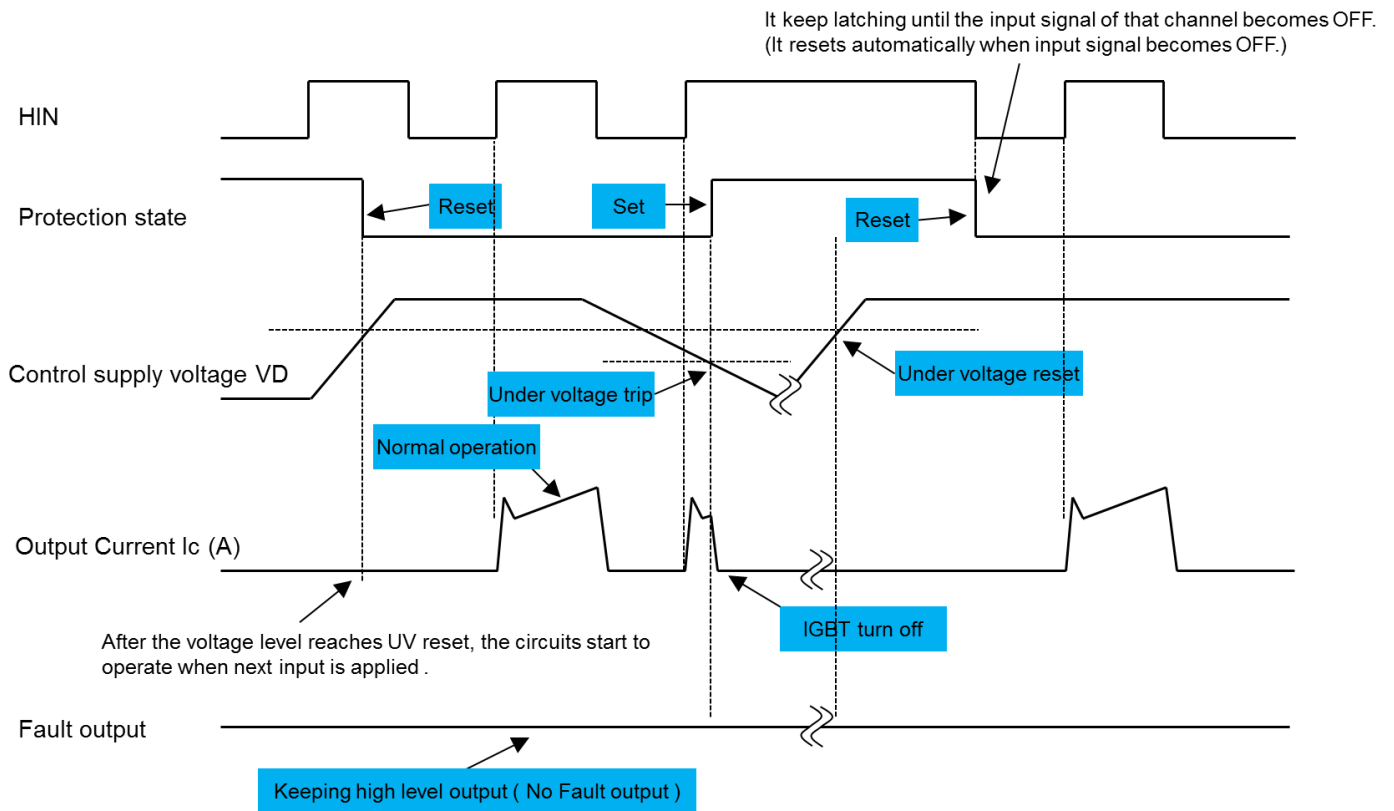 It keep latching until the input signal of that channel becomes OFF.
(It resets automatically when input signal becomes OFF.)
HIN
Protection state
Reset
Set
Reset
Control supply voltage VD
Under voltage trip
Under voltage reset
Normal operation
Output Current Ic (A)
IGBT turn off
After the voltage level reaches UV reset, the circuits start to
operate when next input is applied .
Fault output
Keeping high level output ( No Fault output )